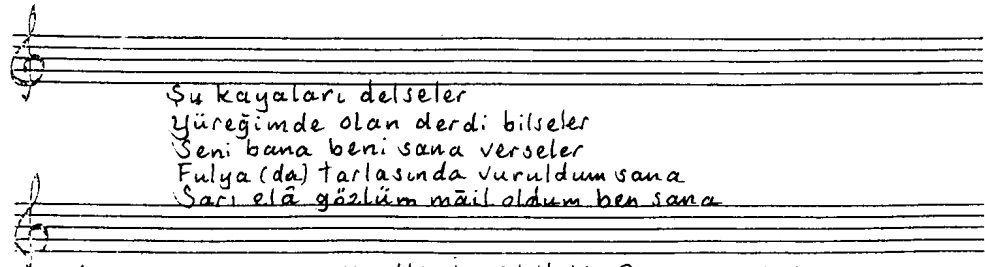 Şu kayaları delseler
Yüreğimde olan derdi bilseler
Seni bana beni sana verseler
Fulya (da) tarlasında vuruldum sana
Sarı elâ gözlüm mâil oldum ben sana